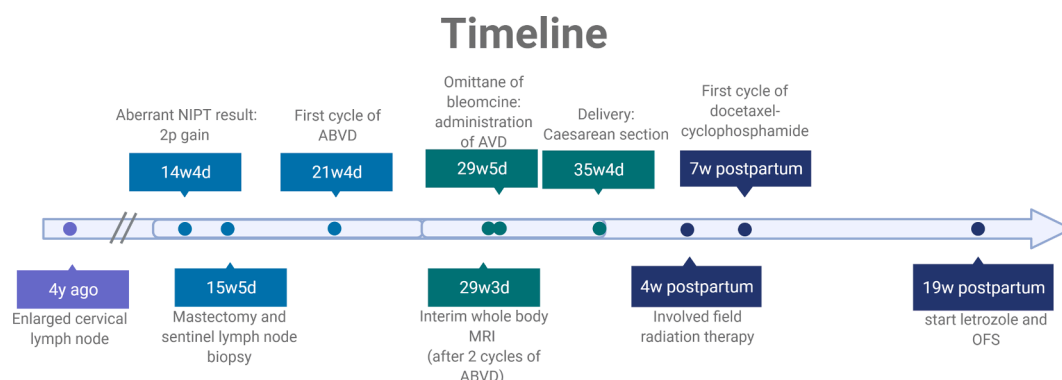 Timeline
Aberrant NIPT result:
2p gain
14w4d
First cycle of
ABVD
21w4d
Omittane of
bleomcine:
administration
of AVD
29w5d
Delivery:
Caesarean section
35w4d
First cycle of
docetaxel-
cyclophosphamide
7w postpartum
4y ago
Enlarged cervical
lymph node
15w5d
Mastectomy and
sentinel lymph node
biopsy
29w3d
Interim whole body
MRI
(after 2 cycles of
ABVD)
4w postpartum
Involved field
radiation therapy
19w postpartum
start letrozole and
OFS